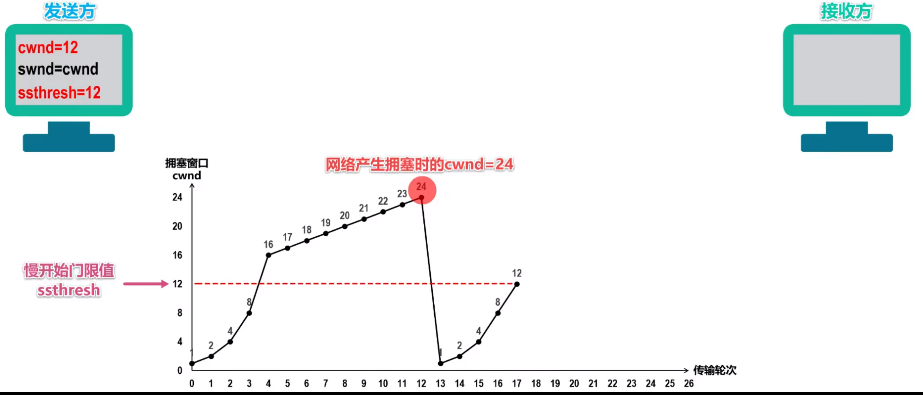 发送方
接收方
cwnd=12
swnd=cwnd
ssthresh=12
拥塞窗口
cwnd
网络产生拥塞时的cwnd=24
24
20
16
12
8
4
0
慢开始门限值
ssthresh
1 2 4 8 16 17 18 19 20 21 22 23 24 1 2 4 8 12
0 1 2 3 4 5 6 7 8 9 10 11 12 13 14 15 16 17 18 19 20 21 22 23 24 25 26
传输轮次